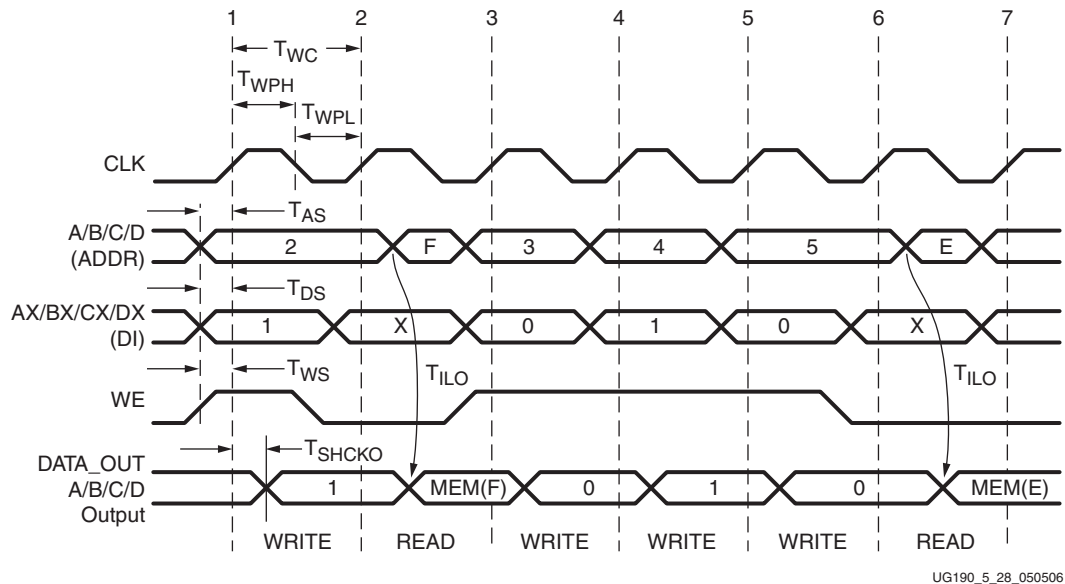 1 2 3 4 5 6 7
TWC
TWPH
TWPL
CLK
TAS
A/B/C/D
(ADDR)
2 F 3 4 5 E
TDS
AX/BX/CX/DX
(DI)
1 X 0 1 0 X
TWS
WE
TILO TILO
TSHCKO
DATA_OUT
A/B/C/D
Output
1 MEM(F) 0 1 0 MEM(E)
WRITE READ WRITE WRITE WRITE READ
UG190_5_28_050506